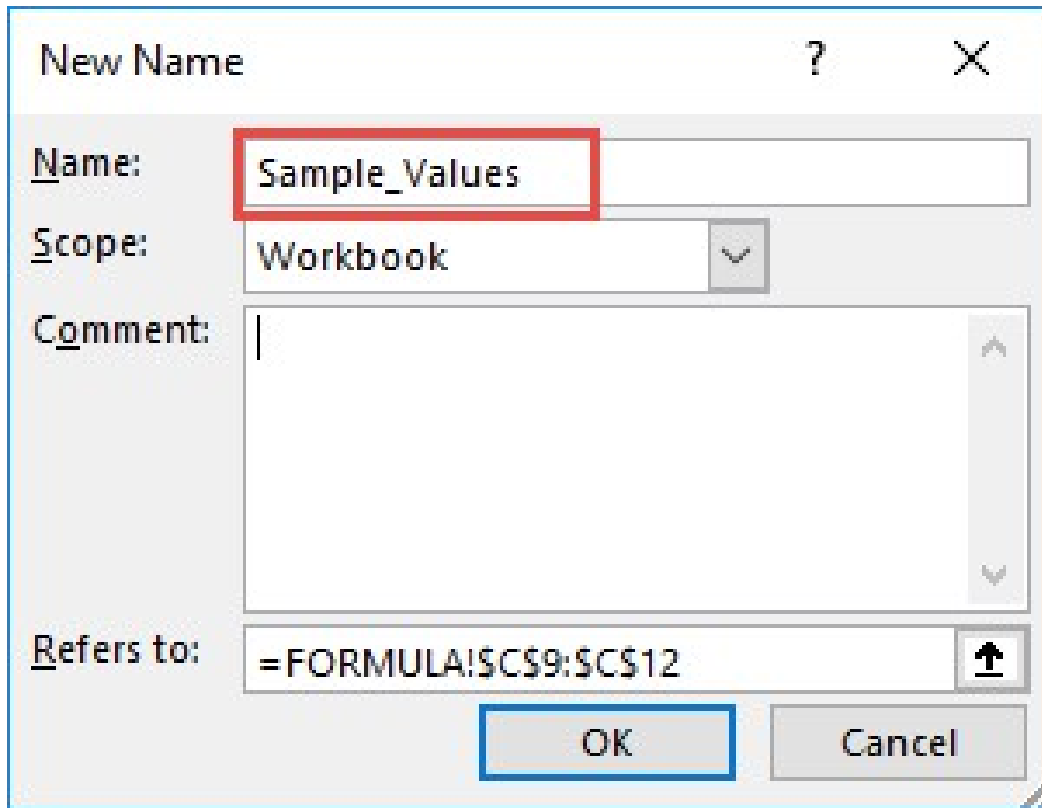 New Name ?
Name: Sample_Values
Scope: Workbook
Comment:
Refers to: =FORMULA!$C$9:$C$12
OK Cancel